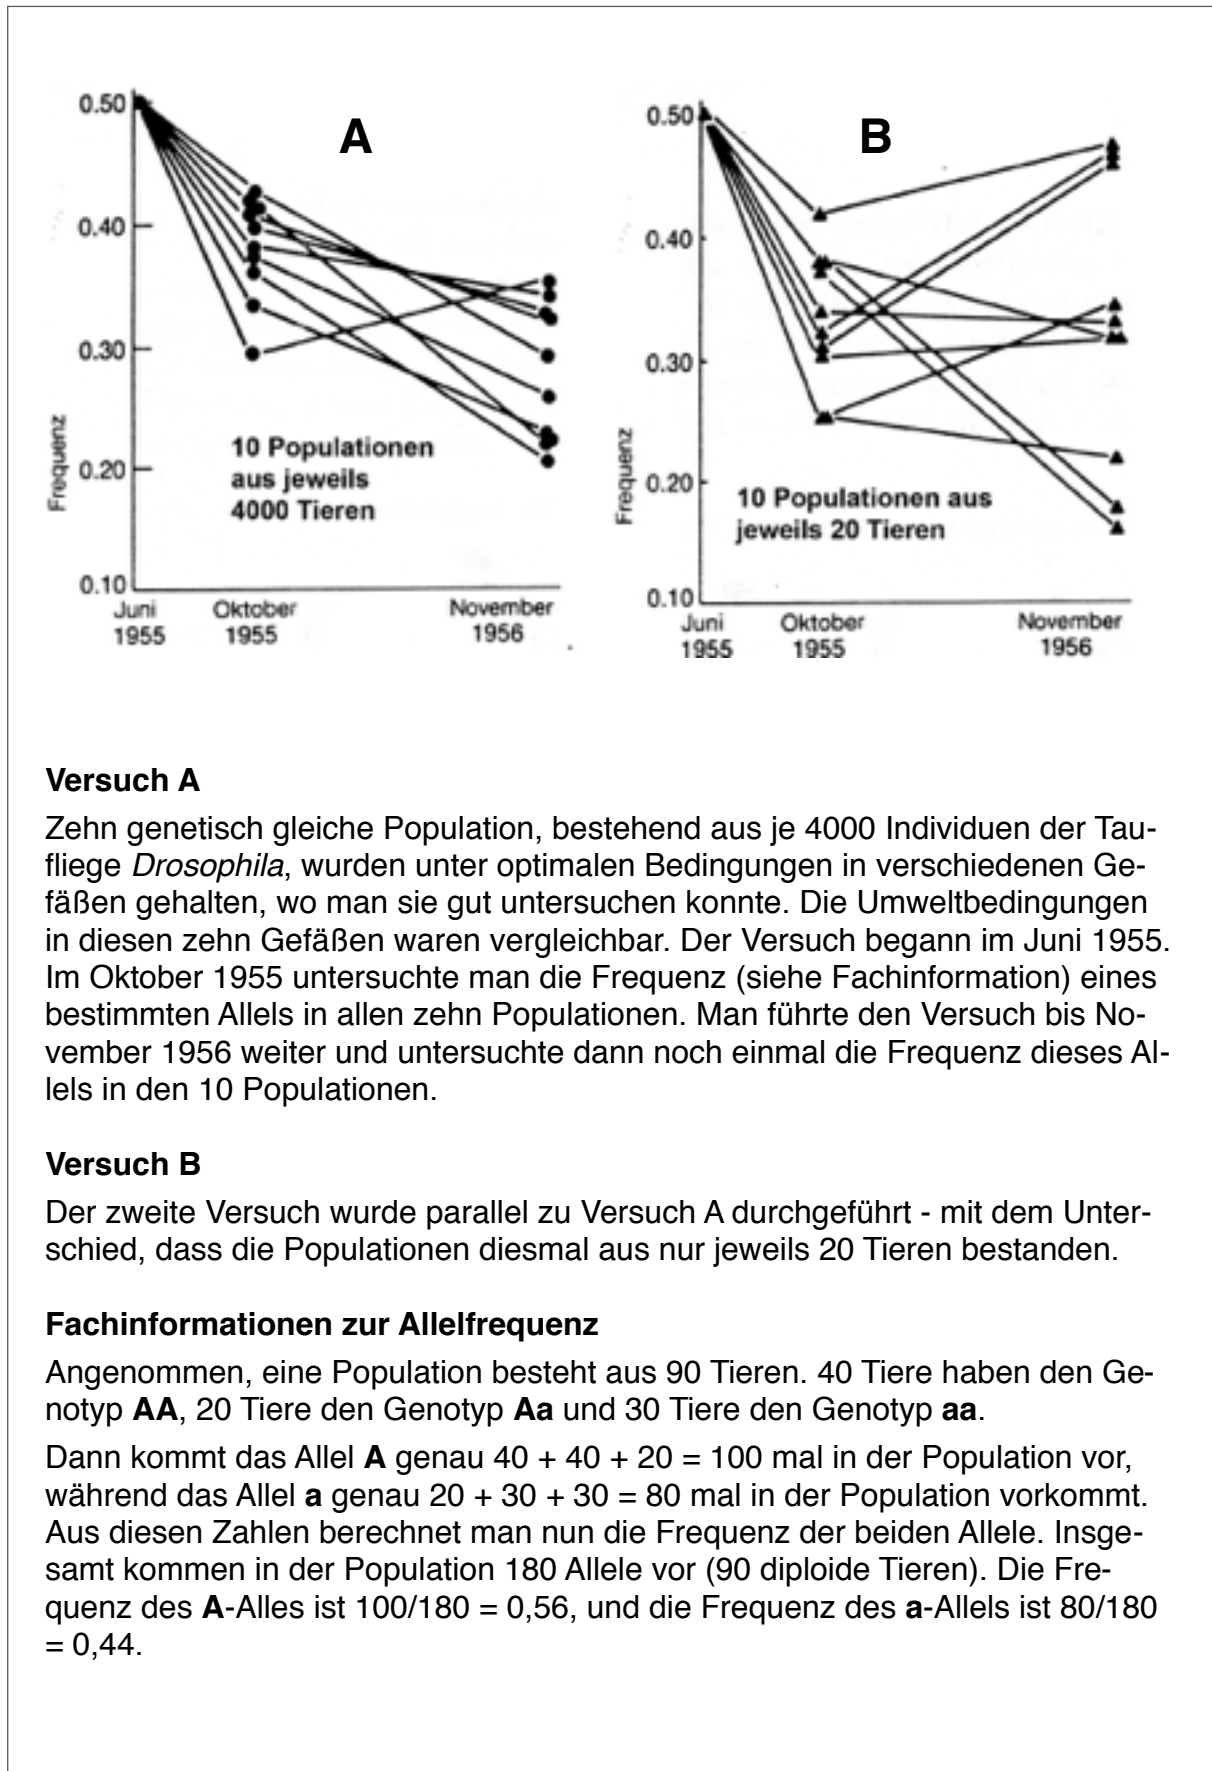 A
B
0.50
0.40
0.30
0.20
0.10
Frequenz
10 Populationen
aus jeweils
4000 Tieren
Juni
1955
Oktober
1955
November
1956
0.50
0.40
0.30
0.20
0.10
Frequenz
10 Populationen aus
jeweils 20 Tieren
Juni
1955
Oktober
1955
November
1956
Versuch A
Zehn genetisch gleiche Population, bestehend aus je 4000 Individuen der Tau-
fliege Drosophila, wurden unter optimalen Bedingungen in verschiedenen Ge-
fäßen gehalten, wo man sie gut untersuchen konnte. Die Umweltbedingungen
in diesen zehn Gefäßen waren vergleichbar. Der Versuch begann im Juni 1955.
Im Oktober 1955 untersuchte man die Frequenz (siehe Fachinformation) eines
bestimmten Allels in allen zehn Populationen. Man führte den Versuch bis No-
vember 1956 weiter und untersuchte dann noch einmal die Frequenz dieses Al-
lels in den 10 Populationen.
Versuch B
Der zweite Versuch wurde parallel zu Versuch A durchgeführt - mit dem Unter-
schied, dass die Populationen diesmal aus nur jeweils 20 Tieren bestanden.
Fachinformationen zur Allelfrequenz
Angenommen, eine Population besteht aus 90 Tieren. 40 Tiere haben den Ge-
notyp AA, 20 Tiere den Genotyp Aa und 30 Tiere den Genotyp aa.
Dann kommt das Allel A genau 40 + 40 + 20 = 100 mal in der Population vor,
während das Allel a genau 20 + 30 + 30 = 80 mal in der Population vorkommt.
Aus diesen Zahlen berechnet man nun die Frequenz der beiden Allele. Insge-
samt kommen in der Population 180 Allele vor (90 diploide Tieren). Die Fre-
quenz des A-Alles ist 100/180 = 0,56, und die Frequenz des a-Allels ist 80/180
= 0,44.